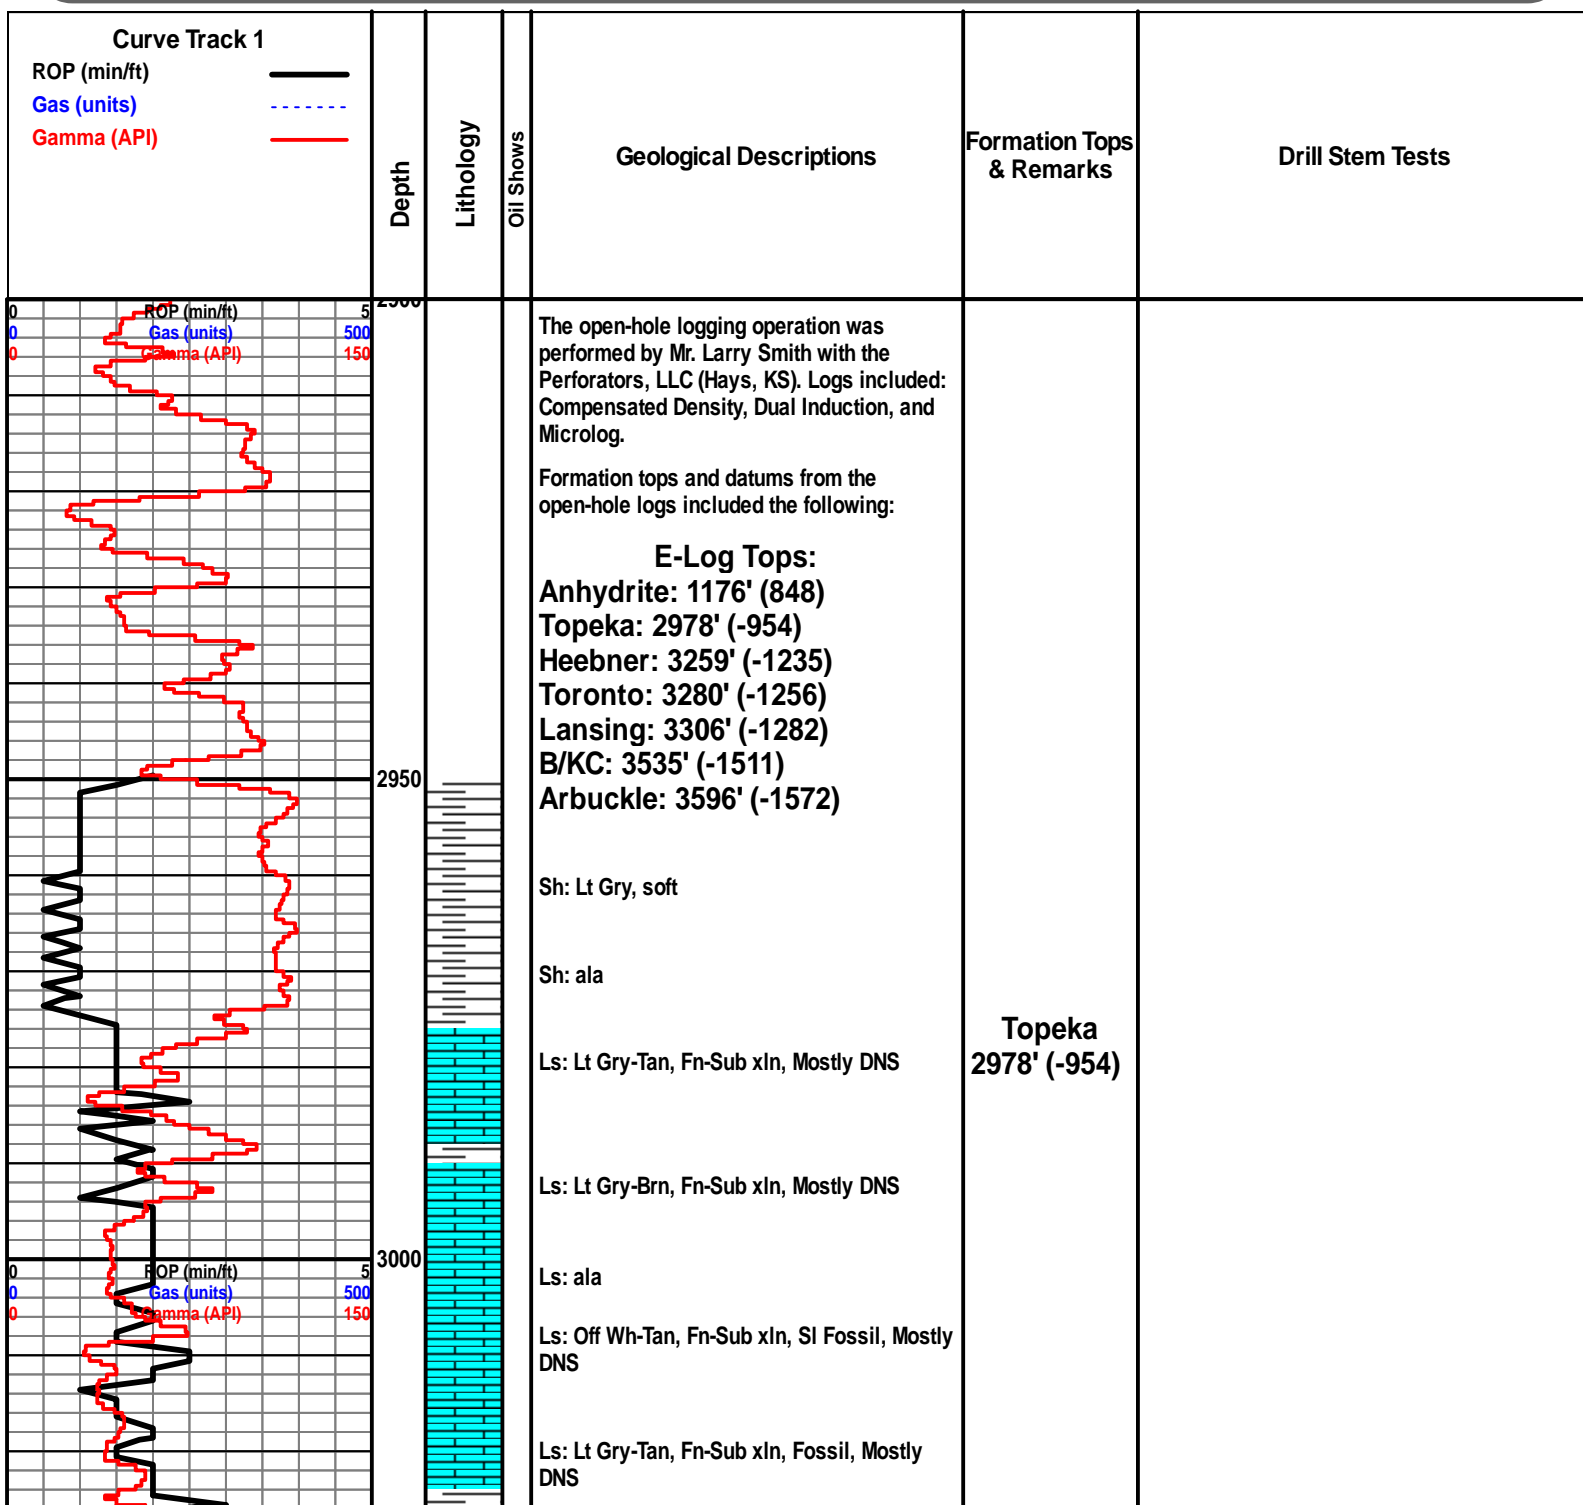 Curve Track 1
ROP (min/ft)
Gas (units)
Gamma (API)
Depth
Lithology
Oil Shows
Geological Descriptions
Formation Tops
& Remarks
Drill Stem Tests
2900
0 ROP (min/ft) 5
0 Gas (units) 500
0 Gamma (API) 150
The open-hole logging operation was
performed by Mr. Larry Smith with the
Perforators, LLC (Hays, KS). Logs included:
Compensated Density, Dual Induction, and
Microlog.
Formation tops and datums from the
open-hole logs included the following:
E-Log Tops:
Anhydrite: 1176' (848)
Topeka: 2978' (-954)
Heebner: 3259' (-1235)
Toronto: 3280' (-1256)
Lansing: 3306' (-1282)
B/KC: 3535' (-1511)
Arbuckle: 3596' (-1572)
2950
Sh: Lt Gry, soft
Sh: ala
Topeka
2978' (-954)
Ls: Lt Gry-Tan, Fn-Sub xln, Mostly DNS
Ls: Lt Gry-Brn, Fn-Sub xln, Mostly DNS
3000
0 ROP (min/ft) 5
0 Gas (units) 500
0 Gamma (API) 150
Ls: ala
Ls: Off Wh-Tan, Fn-Sub xln, Sl Fossil, Mostly
DNS
Ls: Lt Gry-Tan, Fn-Sub xln, Fossil, Mostly
DNS